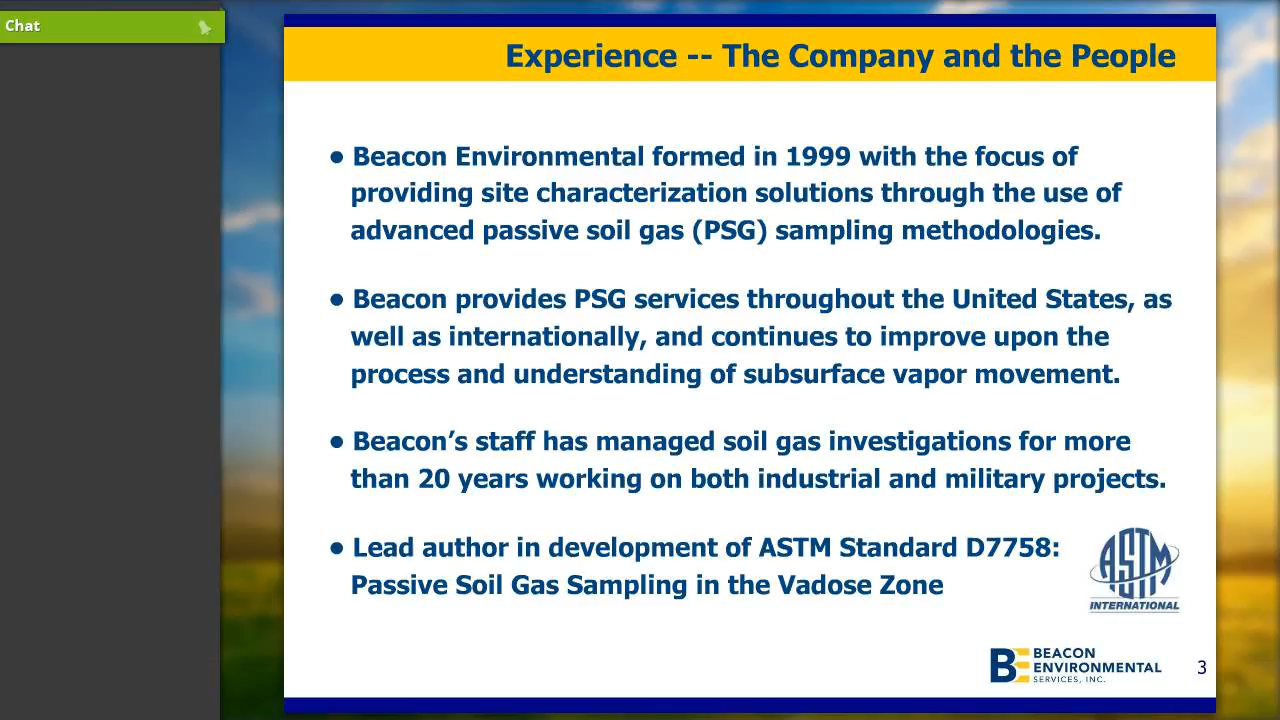 Chat
Experience -- The Company and the People
• Beacon Environmental formed in 1999 with the focus of
providing site characterization solutions through the use of
advanced passive soil gas (PSG) sampling methodologies.
• Beacon provides PSG services throughout the United States, as
well as internationally, and continues to improve upon the
process and understanding of subsurface vapor movement.
• Beacon’s staff has managed soil gas investigations for more
than 20 years working on both industrial and military projects.
• Lead author in development of ASTM Standard D7758:
Passive Soil Gas Sampling in the Vadose Zone
ASTM
INTERNATIONAL
BE BEACON
ENVIRONMENTAL
SERVICES, INC.
3